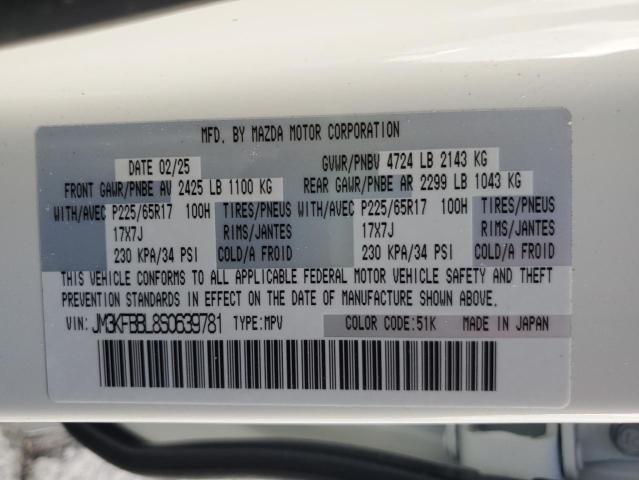 MFD. BY MAZDA MOTOR CORPORATION
DATE 02/25 GVWR/PNBV 4724 LB 2143 KG
FRONT GAWR/PNBE AV 2425 LB 1100 KG REAR GAWR/PNBE AR 2299 LB 1043 KG
WITH/AVEC P225/65R17 100H TIRES/PNEUS WITH/AVEC P225/65R17 100H TIRES/PNEUS
17X7J RIMS/JANTES 17X7J RIMS/JANTES
230 KPA/34 PSI COLD/A FROID 230 KPA/34 PSI COLD/A FROID
THIS VEHICLE CONFORMS TO ALL APPLICABLE FEDERAL MOTOR VEHICLE SAFETY AND THEFT
PREVENTION STANDARDS IN EFFECT ON THE DATE OF MANUFACTURE SHOWN ABOVE.
VIN: JM3KFBBL8S0639781 TYPE:MPV COLOR CODE:51K MADE IN JAPAN